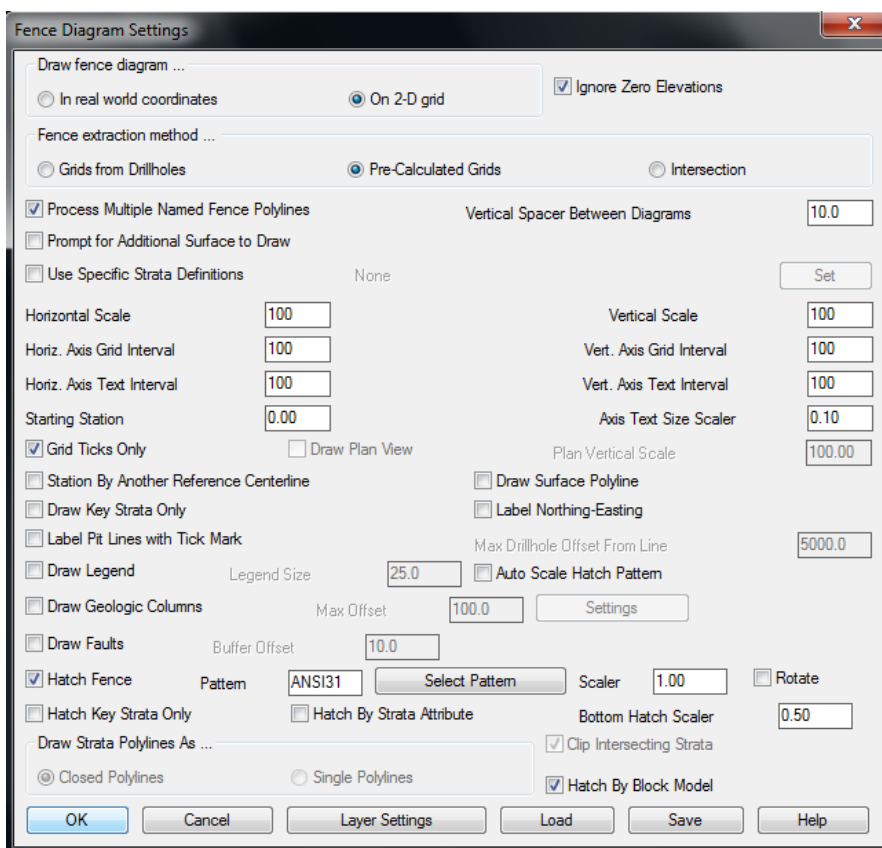 Fence Diagram Settings
Draw fence diagram ...
In real world coordinates On 2-D grid Ignore Zero Elevations
Fence extraction method ...
Grids from Drillholes Pre-Calculated Grids Intersection
Process Multiple Named Fence Polylines Vertical Spacer Between Diagrams 10.0
Prompt for Additional Surface to Draw
Use Specific Strata Definitions None Set
Horizontal Scale 100 Vertical Scale 100
Horiz. Axis Grid Interval 100 Vert. Axis Grid Interval 100
Horiz. Axis Text Interval 100 Vert. Axis Text Interval 100
Starting Station 0.00 Axis Text Size Scaler 0.10
Grid Ticks Only Draw Plan View Plan Vertical Scale 100.00
Station By Another Reference Centerline Draw Surface Polyline
Draw Key Strata Only Label Northing-Easting
Label Pit Lines with Tick Mark Max Drillhole Offset From Line 5000.0
Draw Legend Legend Size 25.0 Auto Scale Hatch Pattern
Draw Geologic Columns Max Offset 100.0 Settings
Draw Faults Buffer Offset 10.0
Hatch Fence Pattern ANSI31 Select Pattern Scaler 1.00 Rotate
Hatch Key Strata Only Hatch By Strata Attribute Bottom Hatch Scaler 0.50
Draw Strata Polylines As ... Clip Intersecting Strata
Closed Polylines Single Polylines Hatch By Block Model
OK Cancel Layer Settings Load Save Help